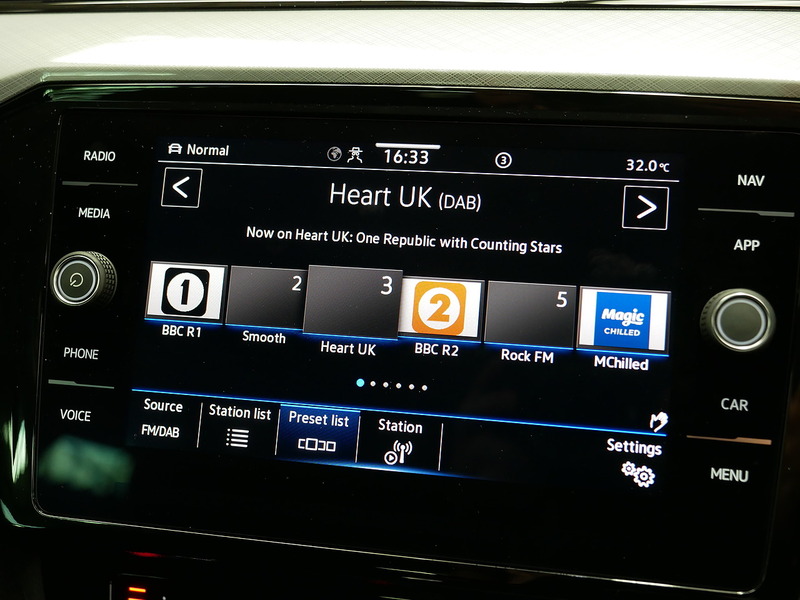 RADIO
MEDIA
PHONE
VOICE
Normal
16:33
3
32.0°C
<
Heart UK (DAB)
>
Now on Heart UK: One Republic with Counting Stars
1
2
3
2
5
Magic
CHILLED
BBC R1
Smooth
Heart UK
BBC R2
Rock FM
MChilled
Source
FM/DAB
Station list
Preset list
Station
Settings
NAV
APP
CAR
MENU